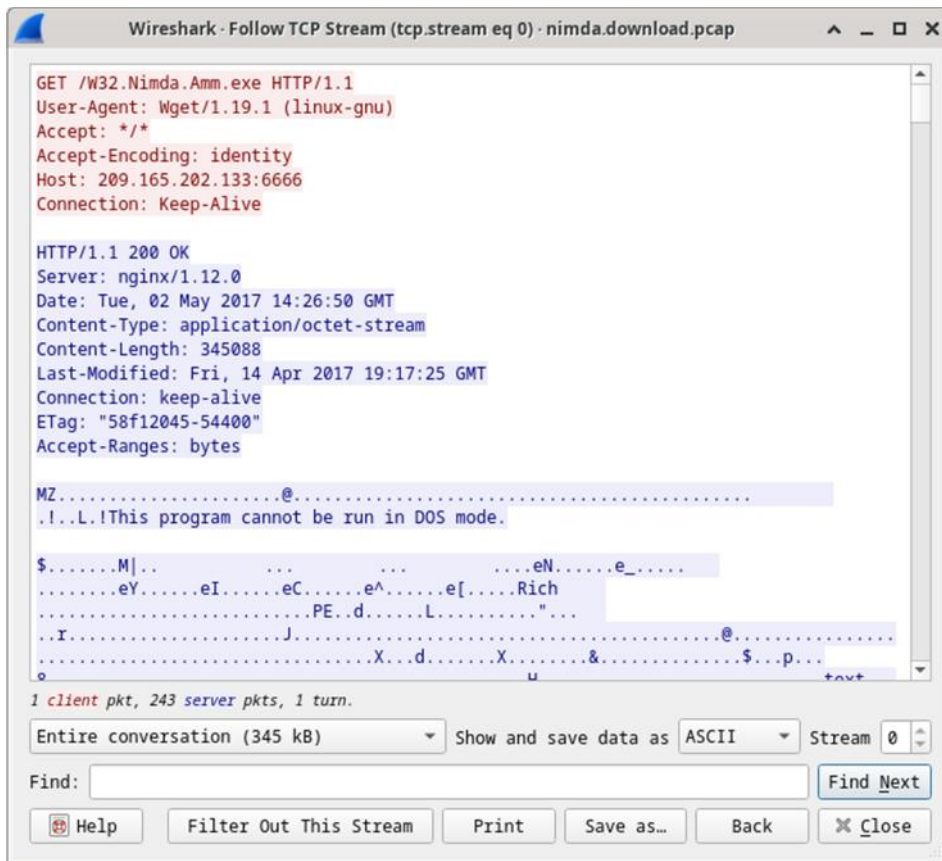 Wireshark · Follow TCP Stream (tcp.stream eq 0) · nimda.download.pcap
GET /W32.Nimda.Amm.exe HTTP/1.1
User-Agent: Wget/1.19.1 (linux-gnu)
Accept: */*
Accept-Encoding: identity
Host: 209.165.202.133:6666
Connection: Keep-Alive
HTTP/1.1 200 OK
Server: nginx/1.12.0
Date: Tue, 02 May 2017 14:26:50 GMT
Content-Type: application/octet-stream
Content-Length: 345088
Last-Modified: Fri, 14 Apr 2017 19:17:25 GMT
Connection: keep-alive
ETag: "58f12045-54400"
Accept-Ranges: bytes
MZ......................@.............................................
.!..L.!This program cannot be run in DOS mode.
$.......M|..          ...        ...        ....eN......e_.....
........eY......eI......eC......e^......e[.....Rich
...........................PE..d......L.........."...
..r......................J..........................................@................
.................................X...d.......X........&..............$...p...
1 client pkt, 243 server pkts, 1 turn.
Entire conversation (345 kB) Show and save data as ASCII Stream 0
Find: Find Next
Help Filter Out This Stream Print Save as… Back Close